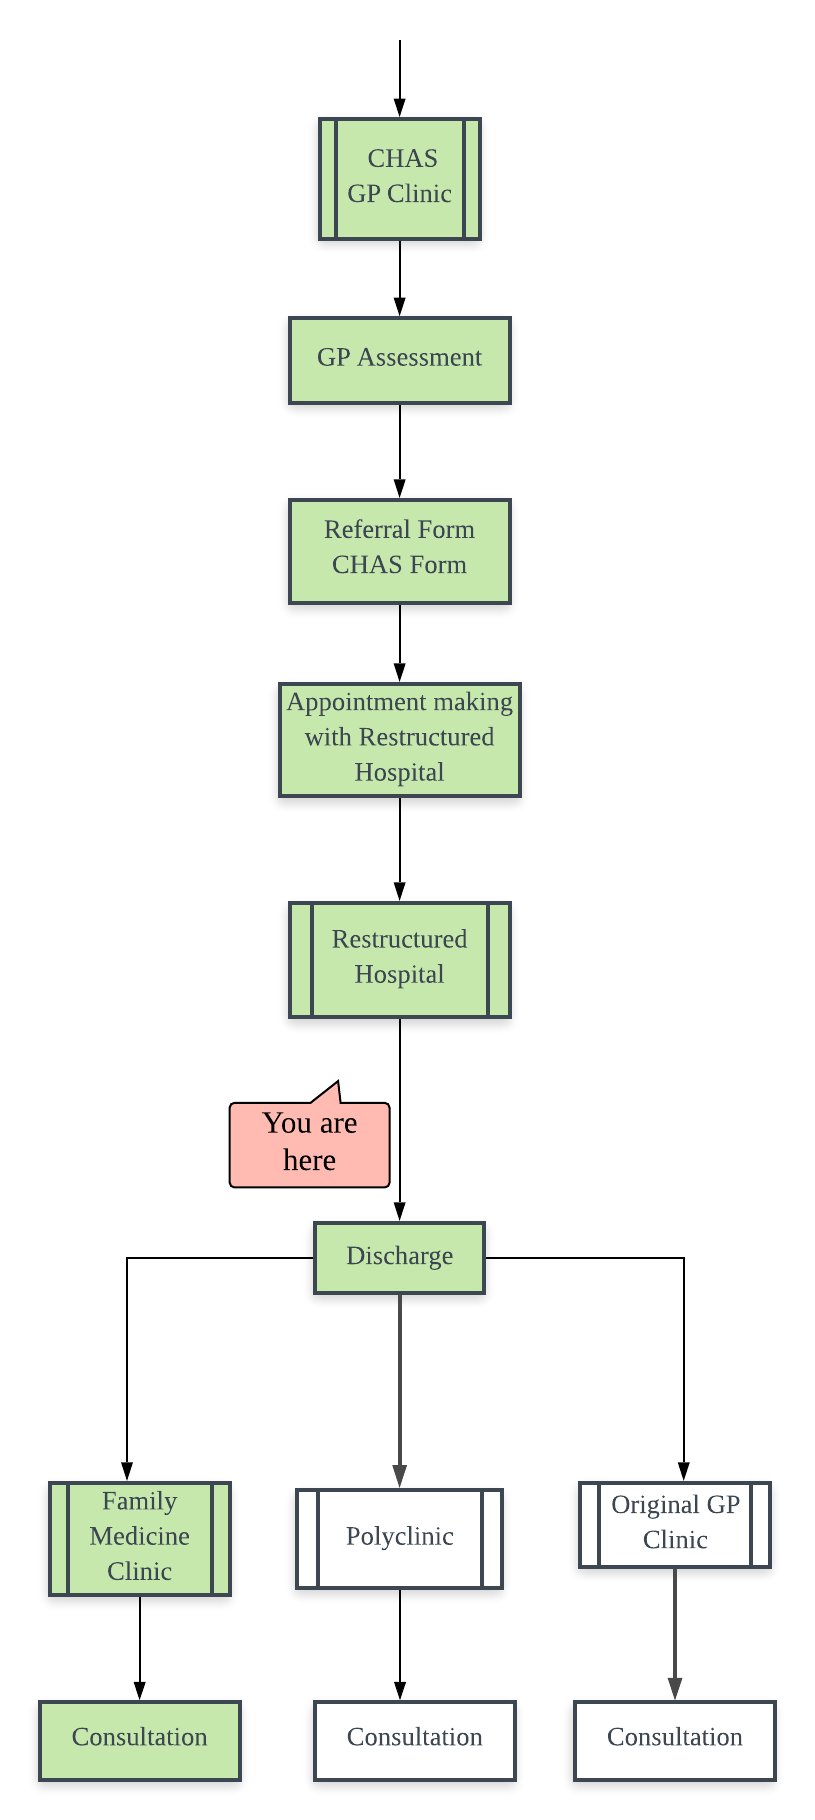 CHAS
GP Clinic
GP Assessment
Referral Form
CHAS Form
Appointment making
with Restructured
Hospital
Restructured
Hospital
You are
here
Discharge
Family
Medicine
Clinic
Polyclinic
Original GP
Clinic
Consultation
Consultation
Consultation